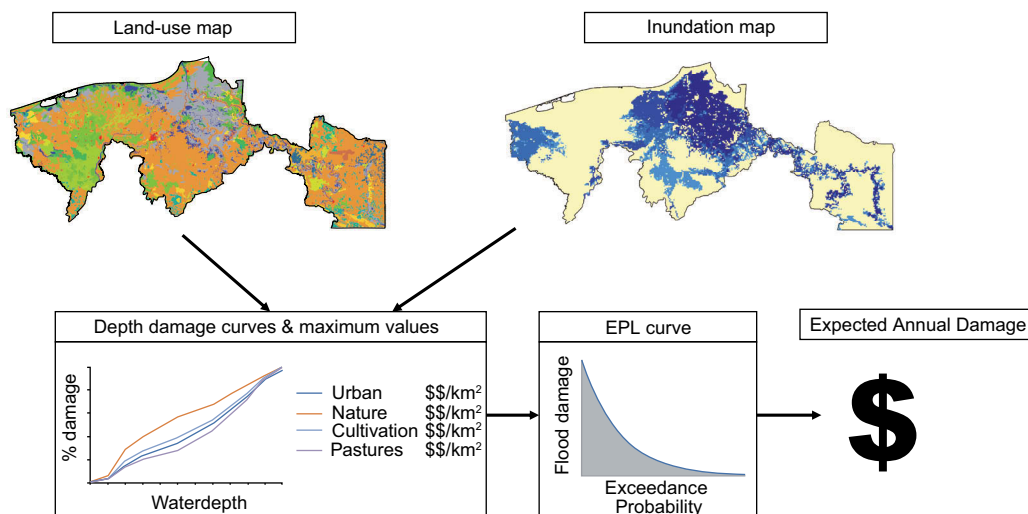 Land-use map
Inundation map
Depth damage curves & maximum values
% damage
Waterdepth
Urban $$/km²
Nature $$/km²
Cultivation $$/km²
Pastures $$/km²
EPL curve
Flood damage
Exceedance
Probability
Expected Annual Damage
$